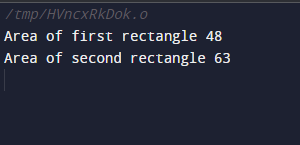 /tmp/HVncxRkDok.o
Area of first rectangle 48
Area of second rectangle 63